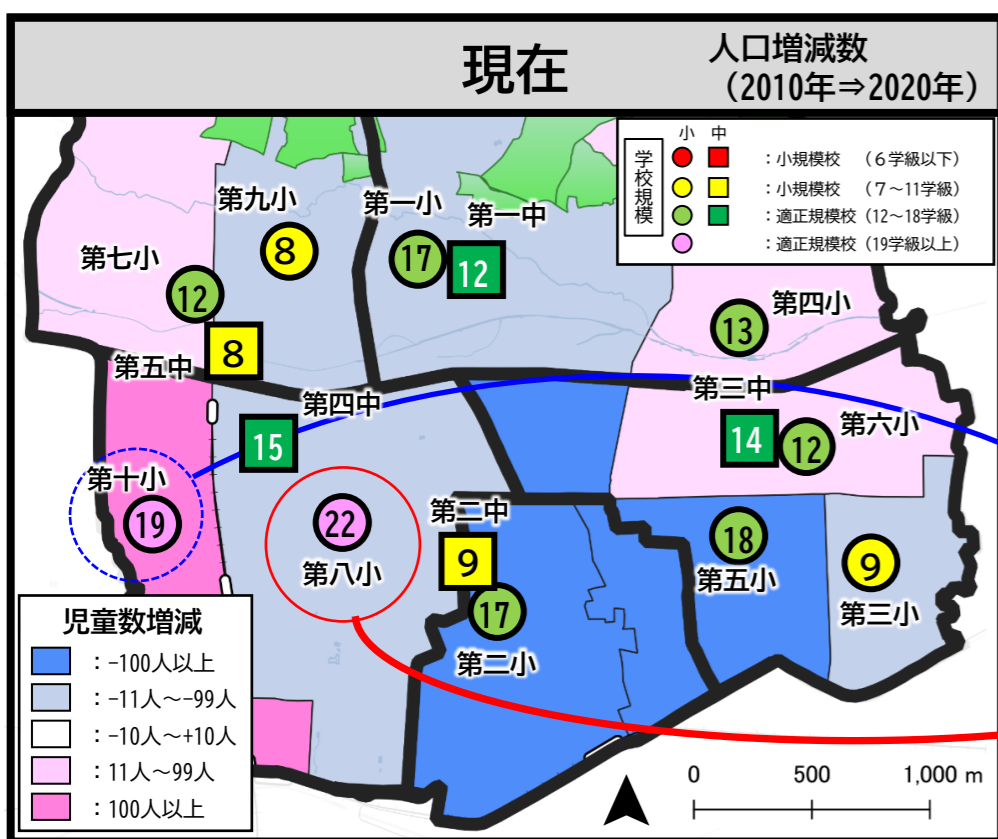 現在
人口増減数
（2010年⇒2020年）
学校規模
小 中
：小規模校 （６学級以下）
：小規模校 （７～11学級）
：適正規模校（12～18学級）
：適正規模校（19学級以上）
第九小
8
第一小
17
第一中
12
第七小
12
第四小
13
第五中
8
第四中
15
第三中
14
第六小
12
第十小
19
22
第八小
第二中
9
17
第二小
18
第五小
9
第三小
児童数増減
：-100人以上
：-11人～-99人
：-10人～+10人
：11人～99人
：100人以上
0 500 1,000 m